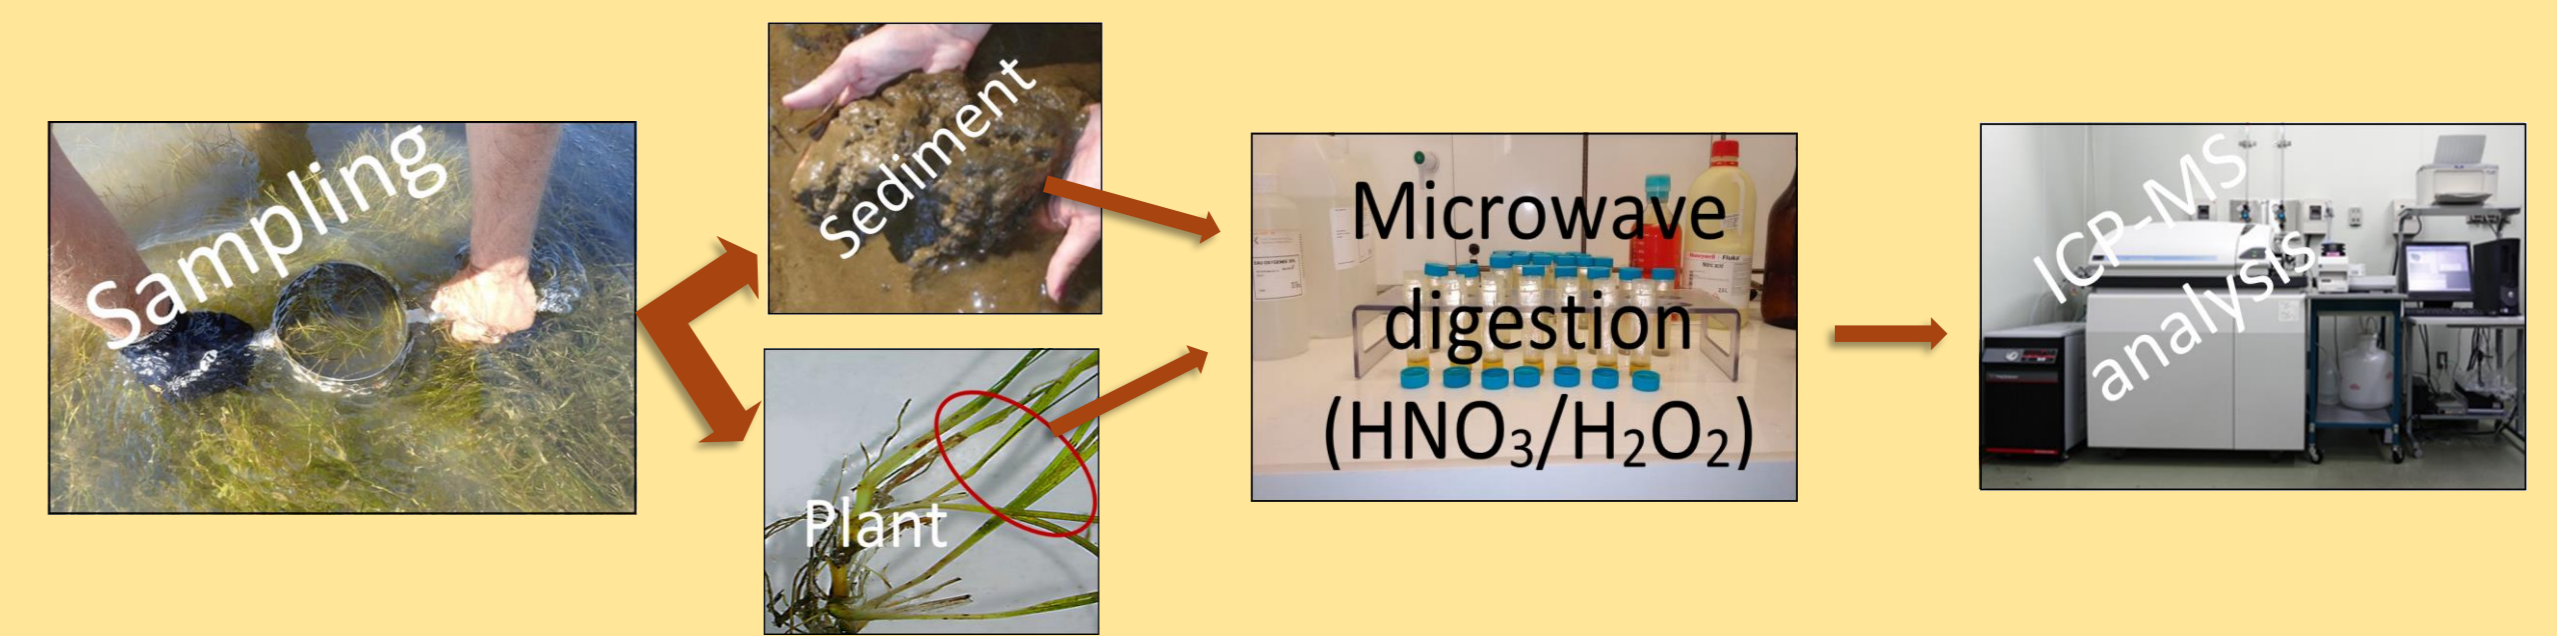 Sampling
Sediment
Plant
Microwave
digestion
(HNO₃/H₂O₂)
ICP-MS
analysis